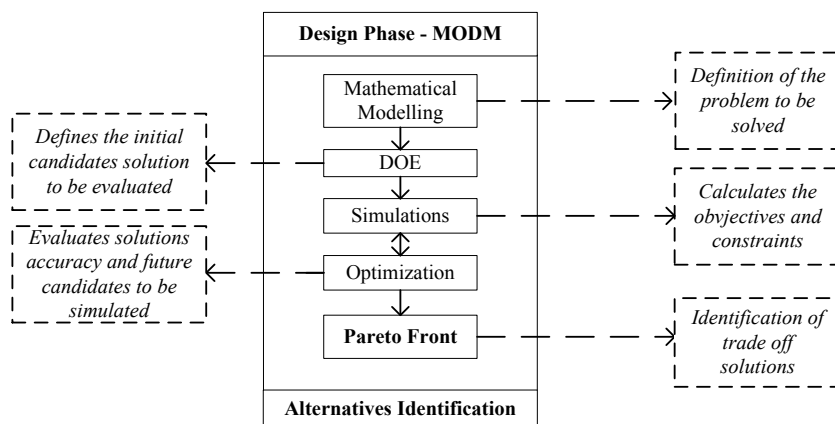 Design Phase - MODM
Mathematical
Modelling
Definition of the
problem to be
solved
Defines the initial
candidates solution
to be evaluated
DOE
Simulations
Calculates the
obvjectives and
constraints
Evaluates solutions
accuracy and future
candidates to be
simulated
Optimization
Pareto Front
Identification of
trade off
solutions
Alternatives Identification